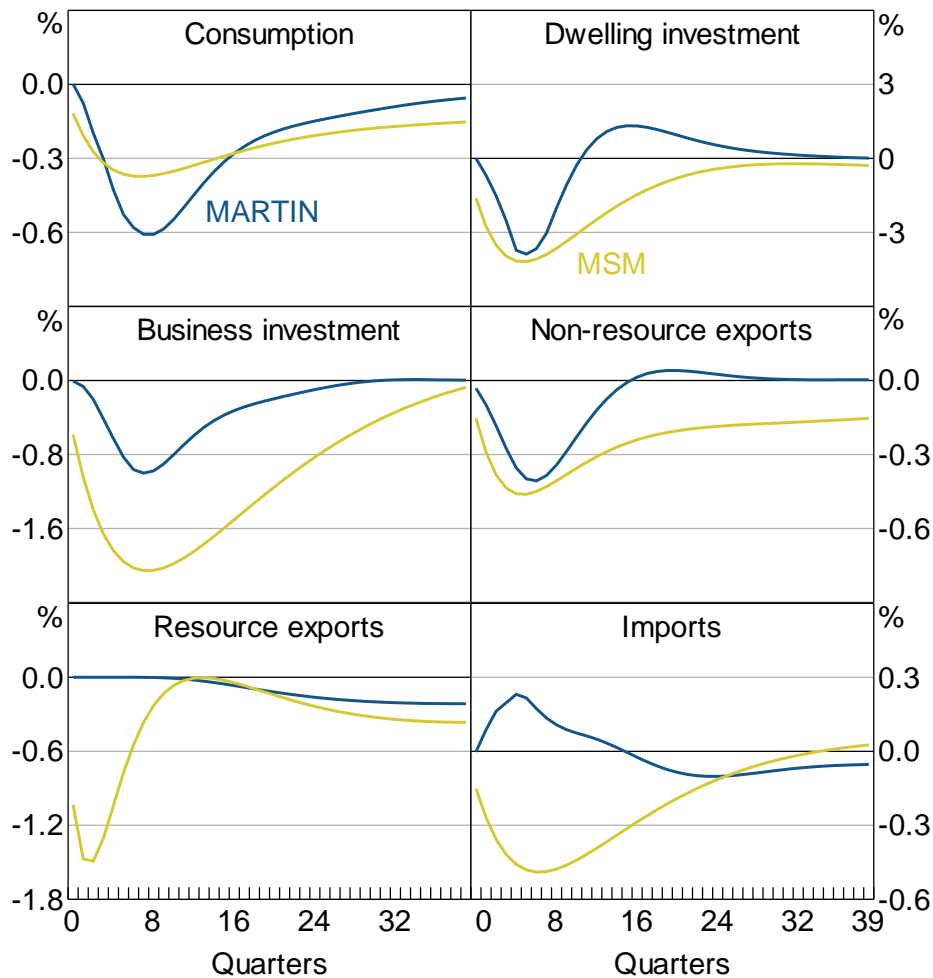 % %
Consumption Dwelling investment
0.0 3
-0.3 0
MARTIN
-0.6 -3
MSM
% %
Business investment Non-resource exports
0.0 0.0
-0.8 -0.3
-1.6 -0.6
% %
Resource exports Imports
0.0 0.3
-0.6 0.0
-1.2 -0.3
-1.8 -0.6
0 8 16 24 32 0 8 16 24 32 39
Quarters Quarters